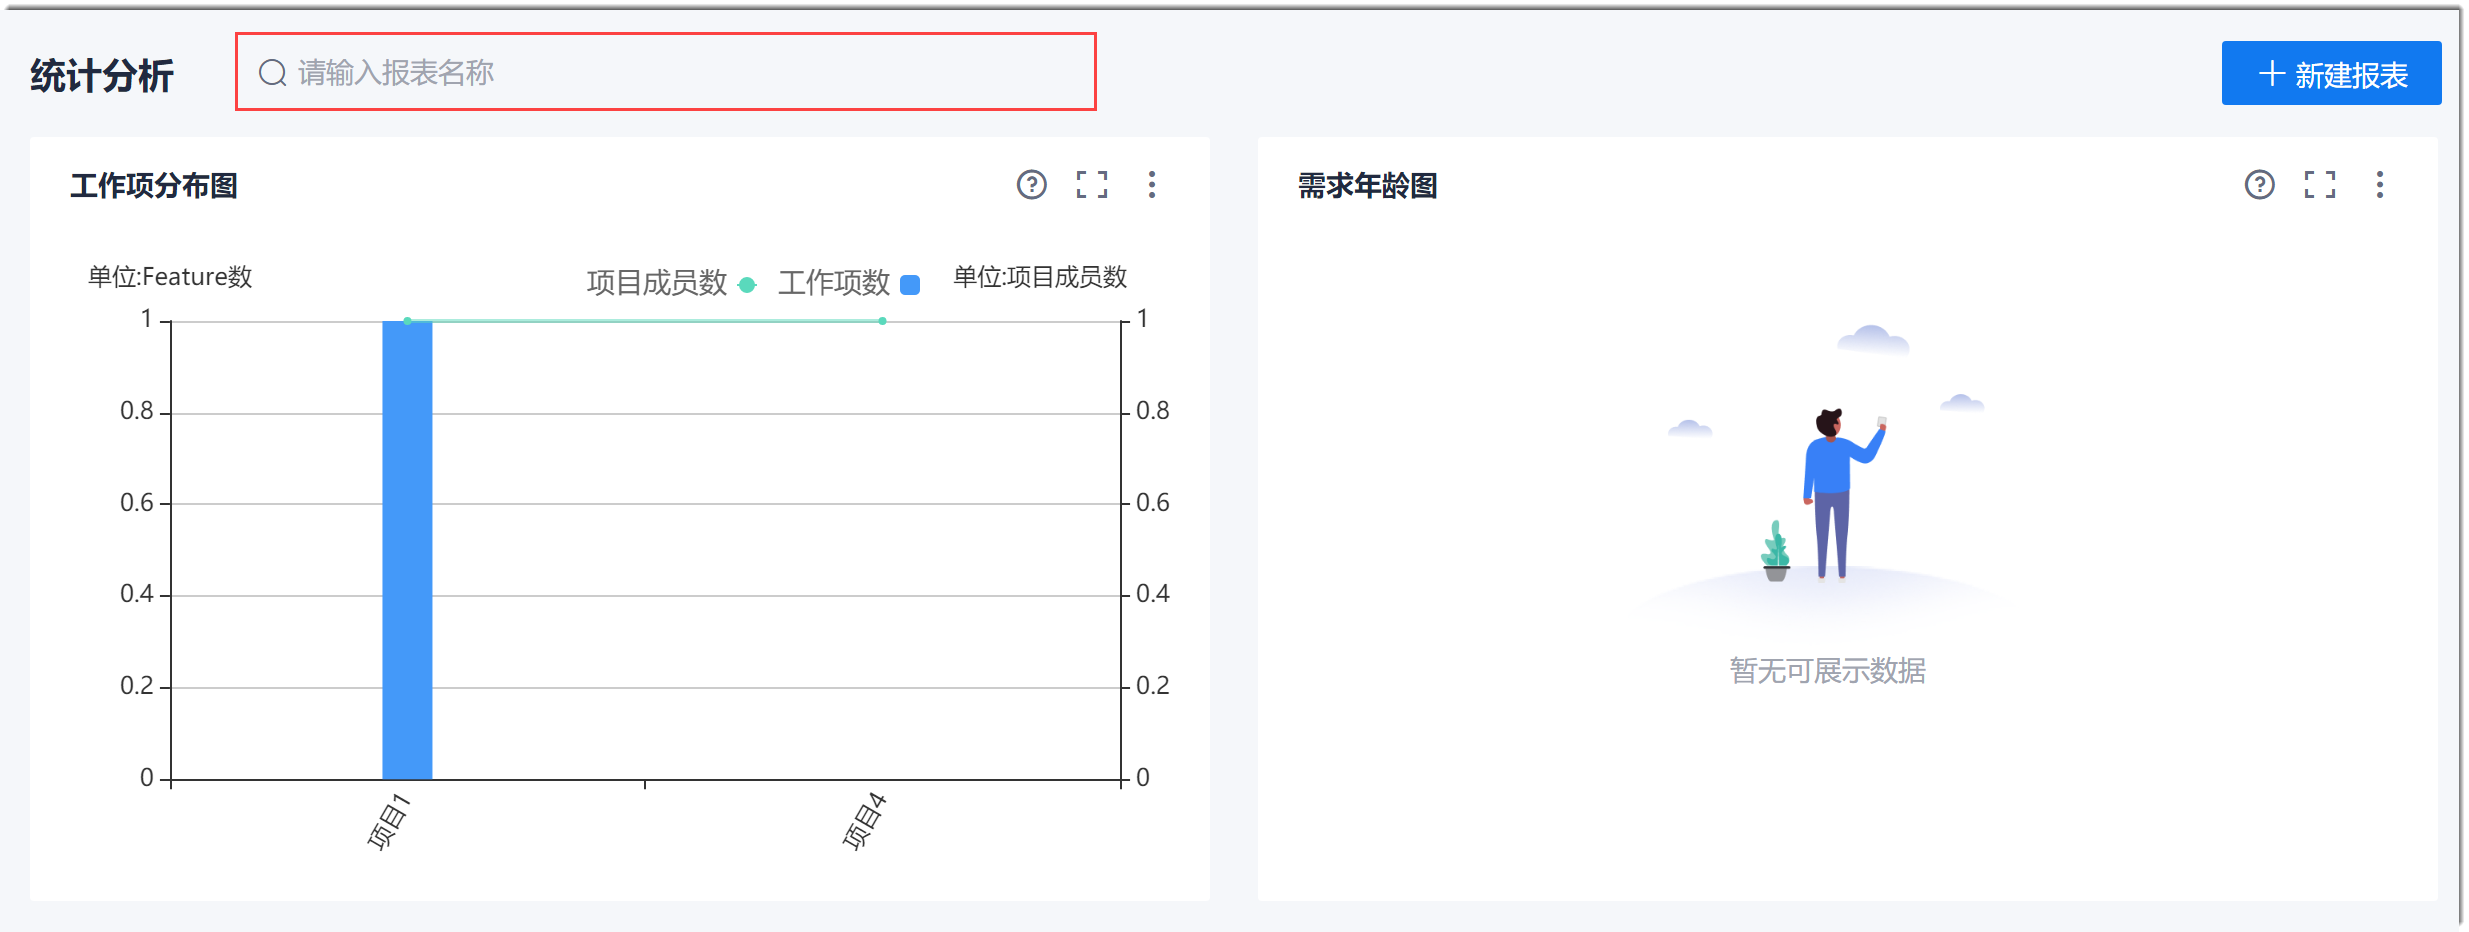 统计分析
请输入报表名称
新建报表
工作项分布图
单位:Feature数
项目成员数
工作项数
单位:项目成员数
1
0.8
0.6
0.4
0.2
0
1
0.8
0.6
0.4
0.2
0
项目1
项目4
需求年龄图
暂无可展示数据